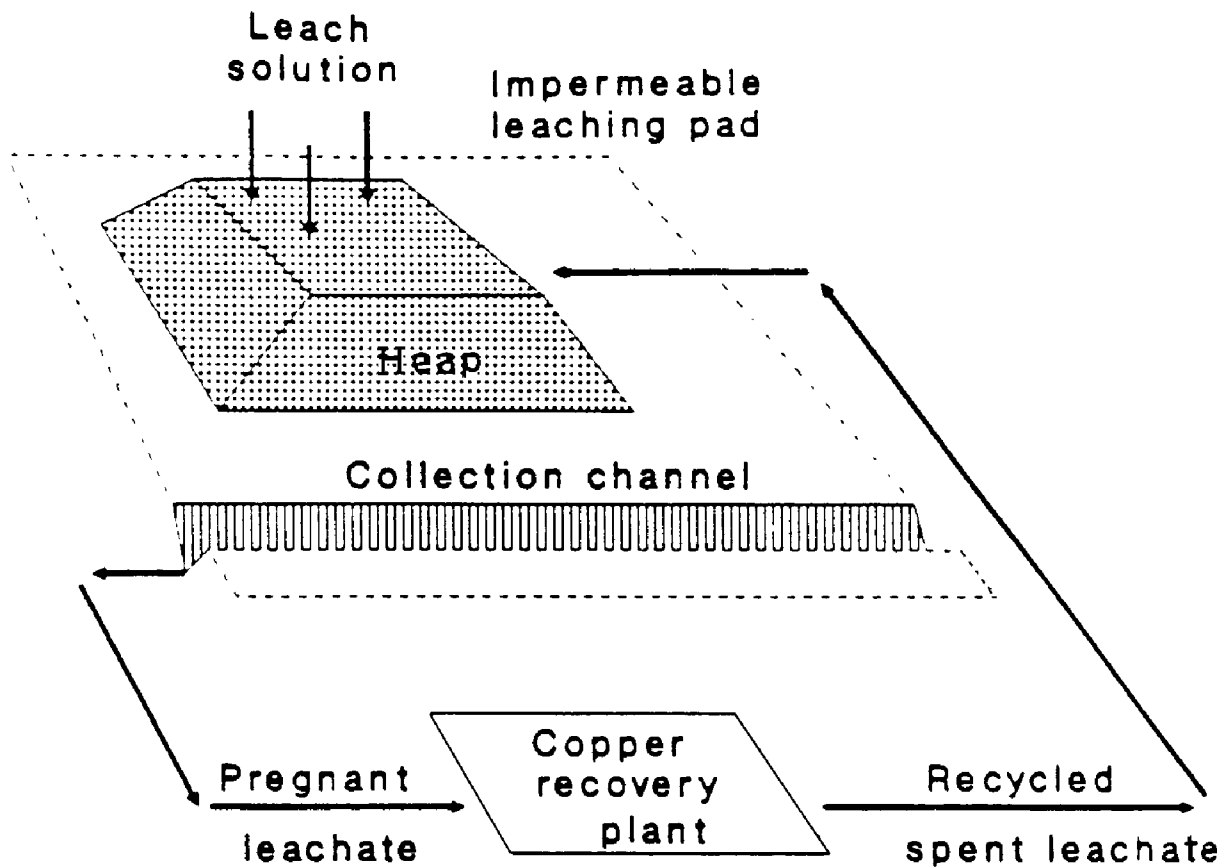 Leach
solution
Impermeable
leaching pad
Heap
Collection channel
Pregnant
leachate
Copper
recovery
plant
Recycled
spent leachate